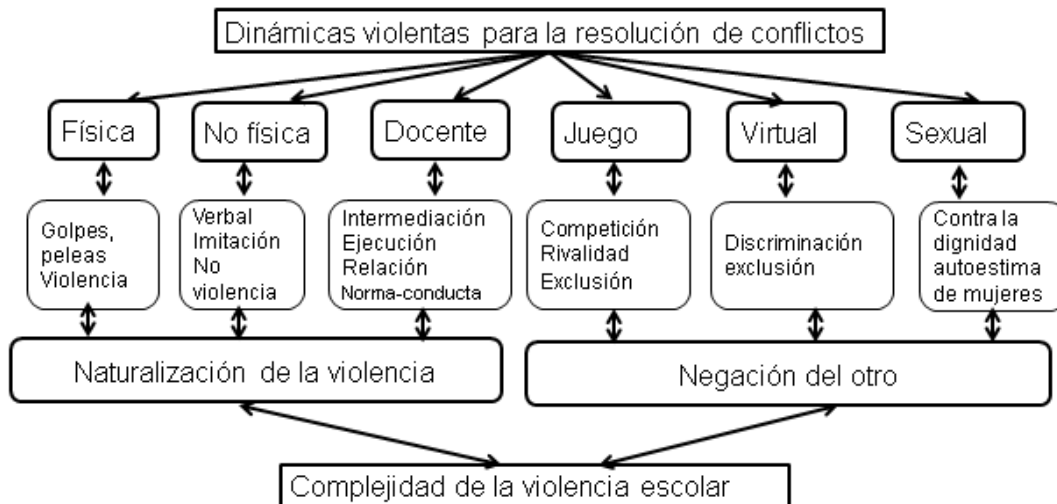 Dinámicas violentas para la resolución de conflictos
Física
No física
Docente
Juego
Virtual
Sexual
Golpes,
peleas
Violencia
Verbal
Imitación
No
violencia
Intermediación
Ejecución
Relación
Norma-conducta
Competición
Rivalidad
Exclusión
Discriminación
exclusión
Contra la
dignidad
autoestima
de mujeres
Naturalización de la violencia
Negación del otro
Complejidad de la violencia escolar